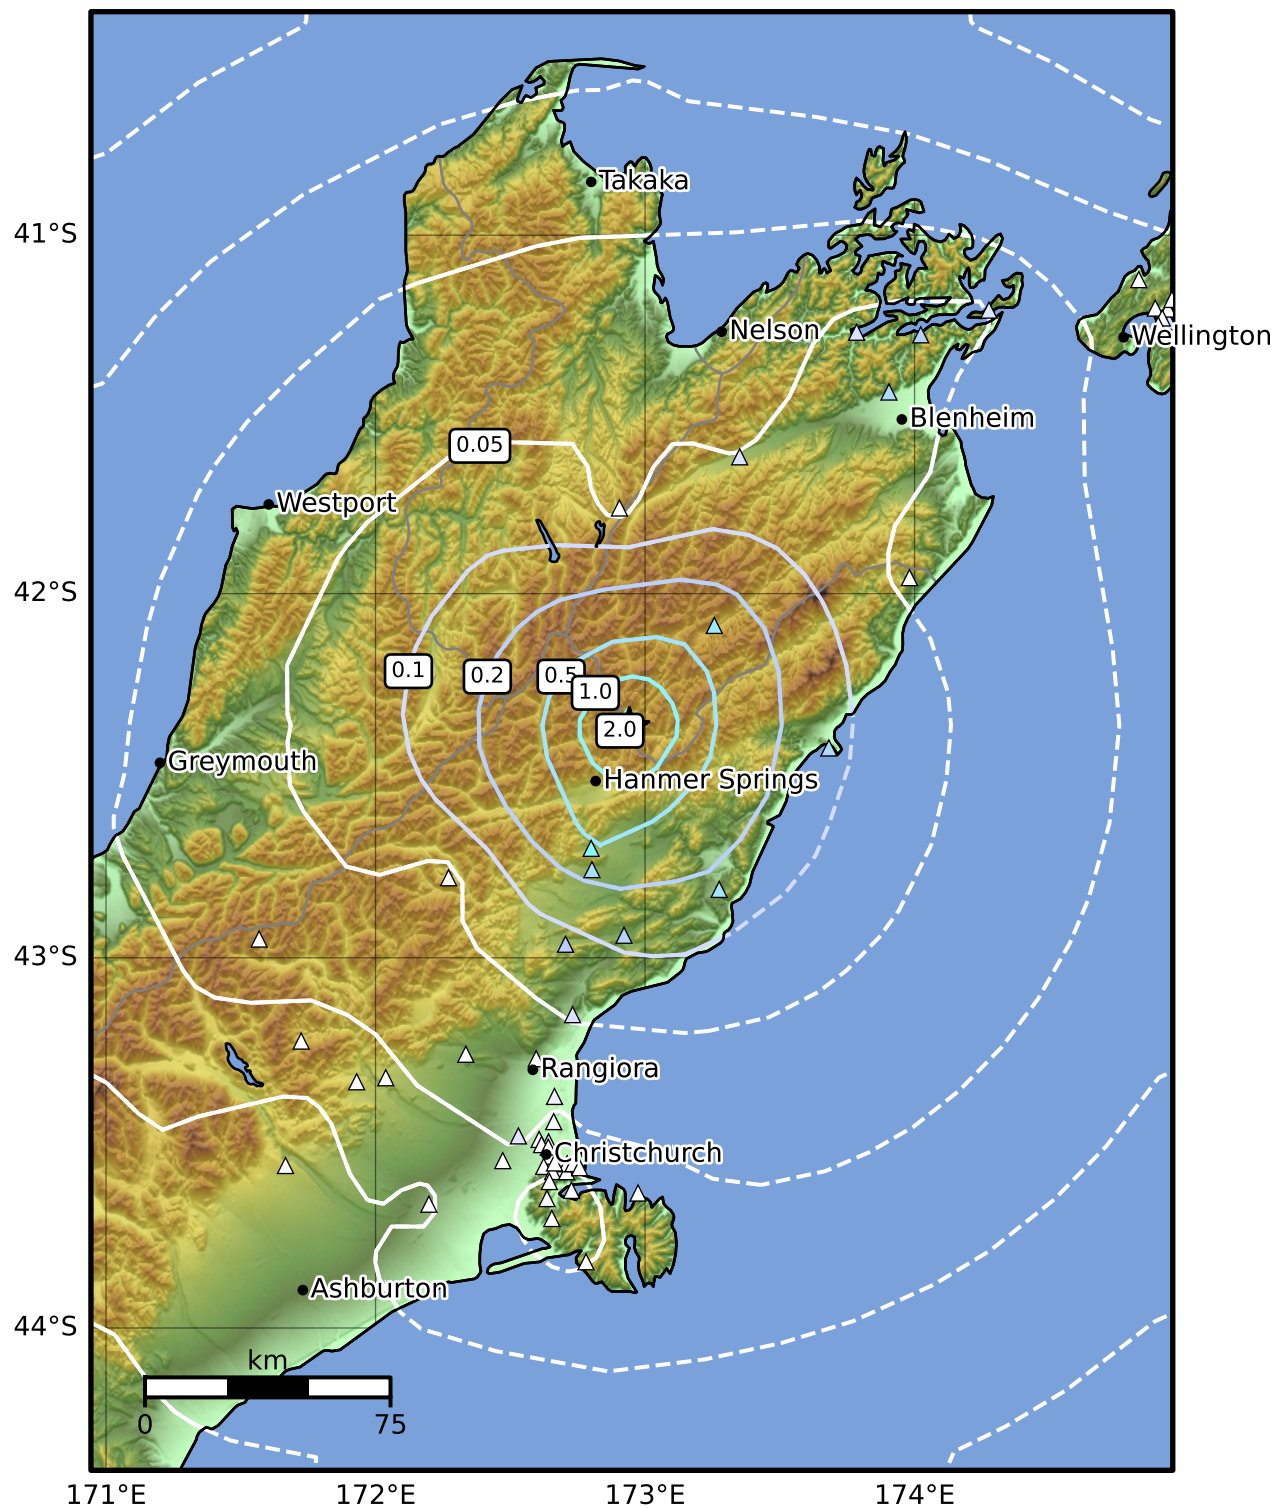 Takaka
41°S
Nelson
Wellington
Blenheim
0.05
Westport
42°S
0.1
0.2
0.5
1.0
2.0
Greymouth
Hanmer Springs
43°S
Rangiora
Christchurch
Ashburton
44°S
km
0
75
171°E
172°E
173°E
174°E